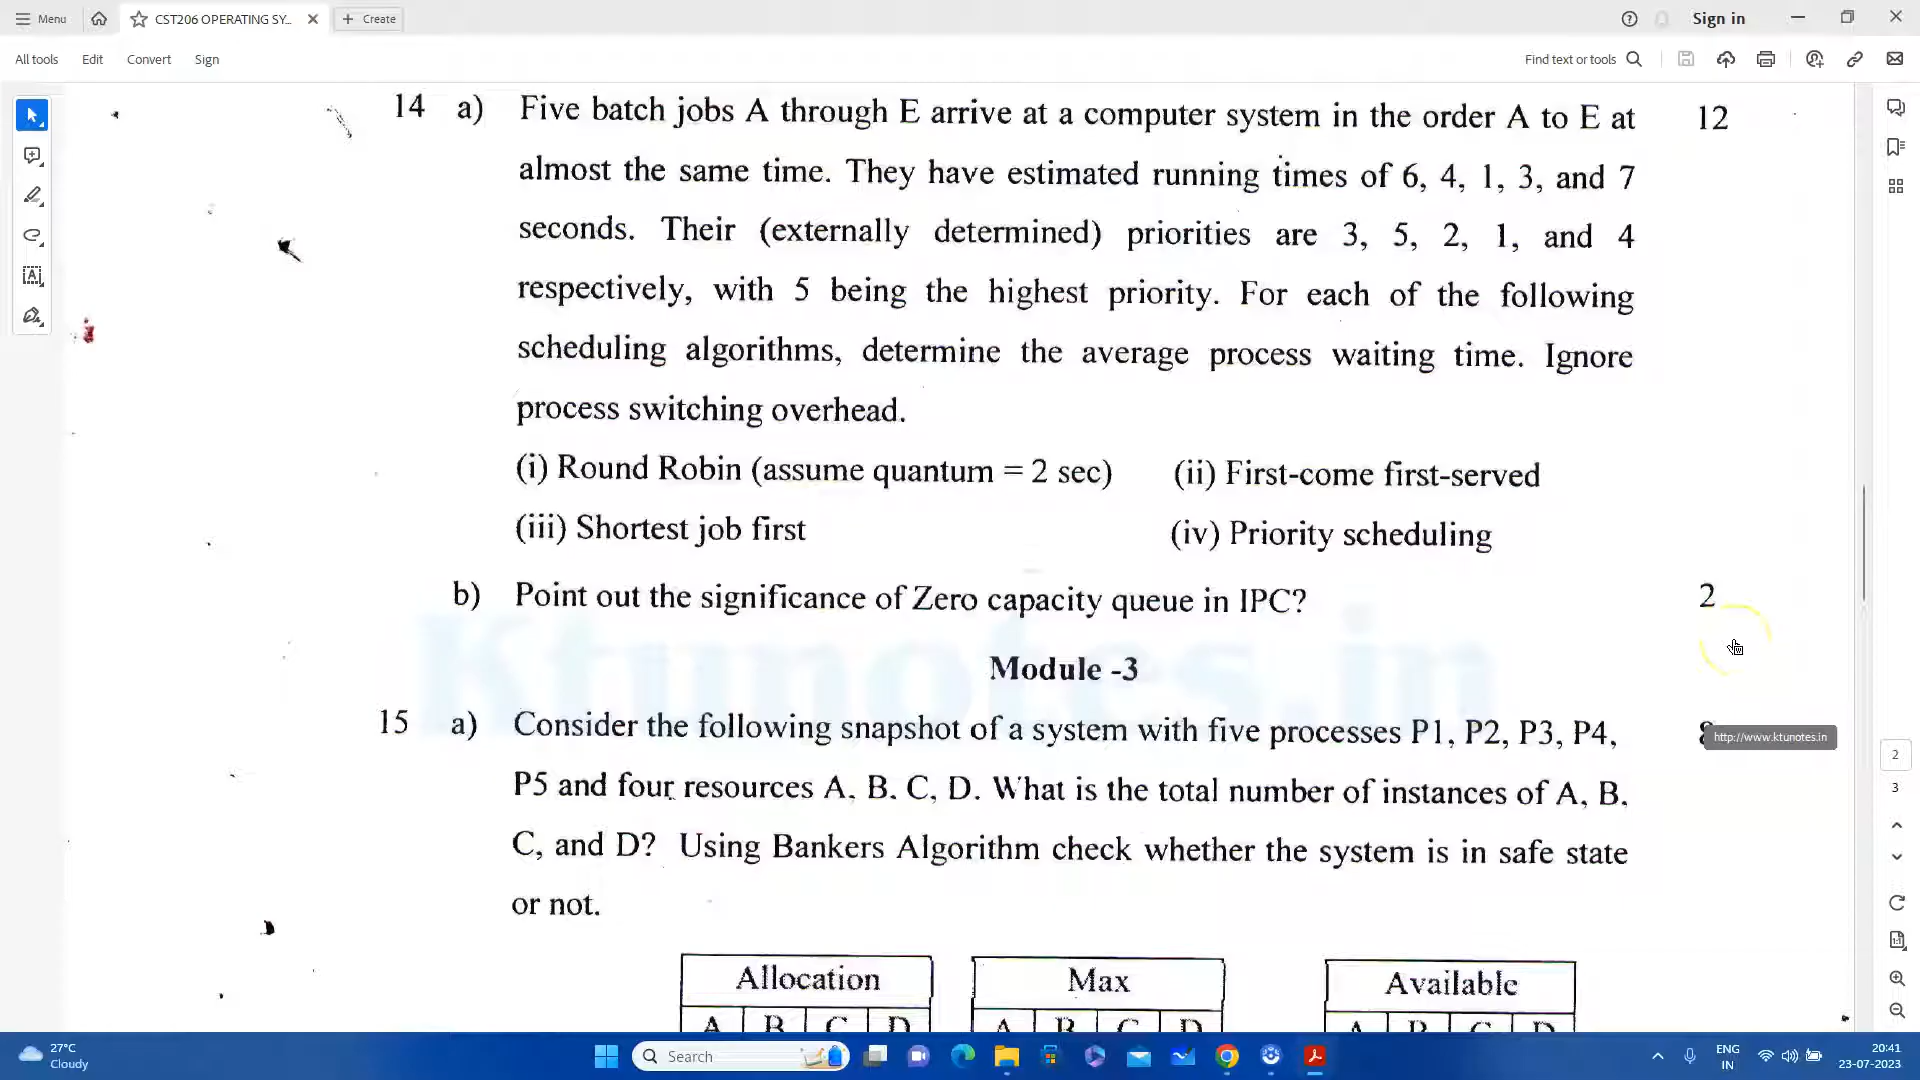 Menu
CST206 OPERATING SY...
Create
Sign in
All tools
Edit
Convert
Sign
Find text or tools
14 a) Five batch jobs A through E arrive at a computer system in the order A to E at 12
almost the same time. They have estimated running times of 6, 4, 1, 3, and 7
seconds. Their (externally determined) priorities are 3, 5, 2, 1, and 4
respectively, with 5 being the highest priority. For each of the following
scheduling algorithms, determine the average process waiting time. Ignore
process switching overhead.
(i) Round Robin (assume quantum = 2 sec) (ii) First-come first-served
(iii) Shortest job first (iv) Priority scheduling
b) Point out the significance of Zero capacity queue in IPC? 2
Ktunotes.in
Module -3
15 a) Consider the following snapshot of a system with five processes P1, P2, P3, P4, 8
http://www.ktunotes.in
P5 and four resources A, B, C, D. What is the total number of instances of A, B,
C, and D? Using Bankers Algorithm check whether the system is in safe state
or not.
Allocation Max Available
A B C D A B C D A B C D
2
3
27°C
Cloudy
Search
ENG
IN
20:41
23-07-2023